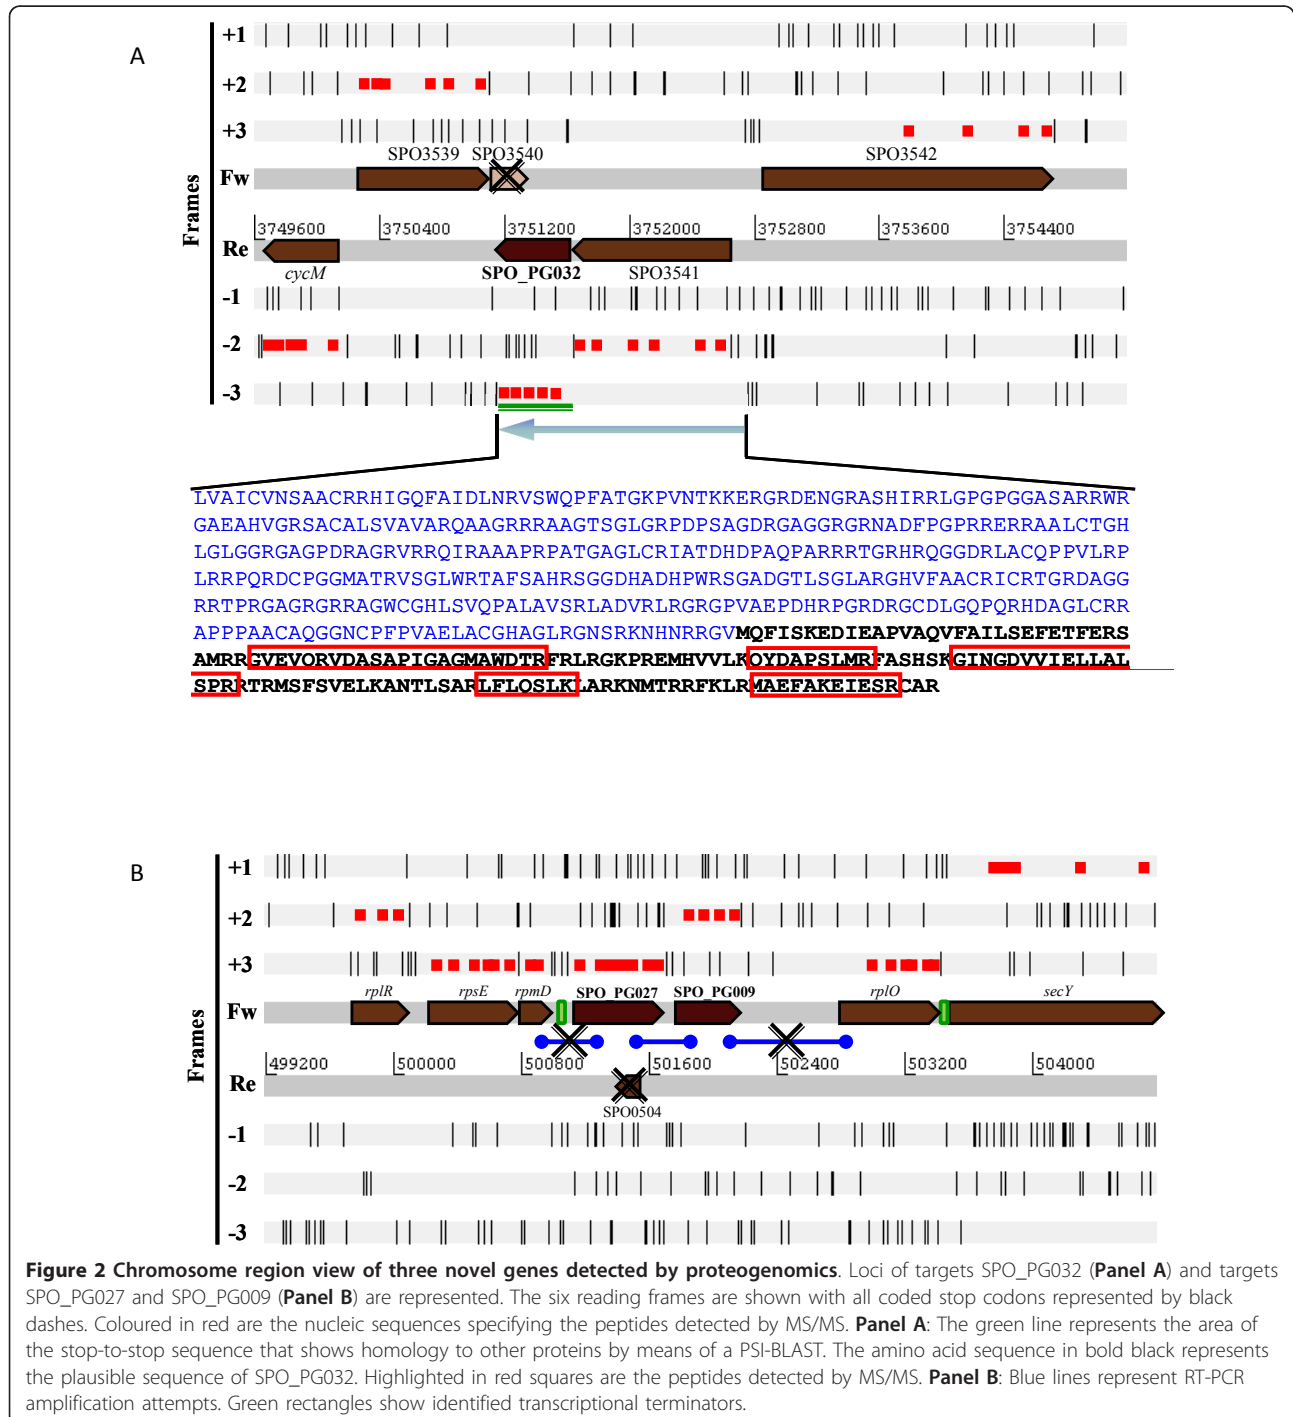 A
+1
+2
+3
SPO3539 SPO3540 SPO3542
Fw
Frames
3749600 3750400 3751200 3752000 3752800 3753600 3754400
Re
cycM SPO_PG032 SPO3541
-1
-2
-3
LVAICVNSAACRRHIGQFAIDLNRVSWQPFATGKPVNTKKERGRDENGRASHIRRLGPGPGGASARRWR
GAEAHVGRSACALSVAVARQAAGRRRAAGTSGLGRPDPSAGDRGAGGRGRNADFPGPRRERRAALCTGH
LGLGGRGAGPDRAGRVRRQIRAAAPRPATGAGLCRIATDHDPAQPARRRTGRHRQGGDRLACQPPVLRP
LRRPQRDCPGGMATRVSGLWRTAFSAHRSGGDHADHPWRSGADGTLSGLARGHVFAACRICRTGRDAGG
RRTPRGAGRGRRAGWCGHLSVQPALAVSRLADVRLRGRGPVAEPDHRPGRDRGCDLGQPQRHDAGLCRR
APPPAACAQGGNCPFPVAELACGHAGLRGNSRKNHNRRGVMQFISKEDIEAPVAQVFAILSEFETFERS
AMRRGVEVQRVDASAPIGAGMAWDTRFRLRGKPREMHVVLKQYDAPSLMRFASHSKGINGDVVIELLAL
SPRRTRMSFSVELKANTLSARLFLQSLKLARKNMTRRFKLRMAEFAKEIESRCAR
B
+1
+2
+3
rplR rpsE rpmD SPO_PG027 SPO_PG009 rplO secY
Fw
Frames
499200 500000 500800 501600 502400 503200 504000
Re
SPO0504
-1
-2
-3
Figure 2 Chromosome region view of three novel genes detected by proteogenomics. Loci of targets SPO_PG032 (Panel A) and targets
SPO_PG027 and SPO_PG009 (Panel B) are represented. The six reading frames are shown with all coded stop codons represented by black
dashes. Coloured in red are the nucleic sequences specifying the peptides detected by MS/MS. Panel A: The green line represents the area of
the stop-to-stop sequence that shows homology to other proteins by means of a PSI-BLAST. The amino acid sequence in bold black represents
the plausible sequence of SPO_PG032. Highlighted in red squares are the peptides detected by MS/MS. Panel B: Blue lines represent RT-PCR
amplification attempts. Green rectangles show identified transcriptional terminators.